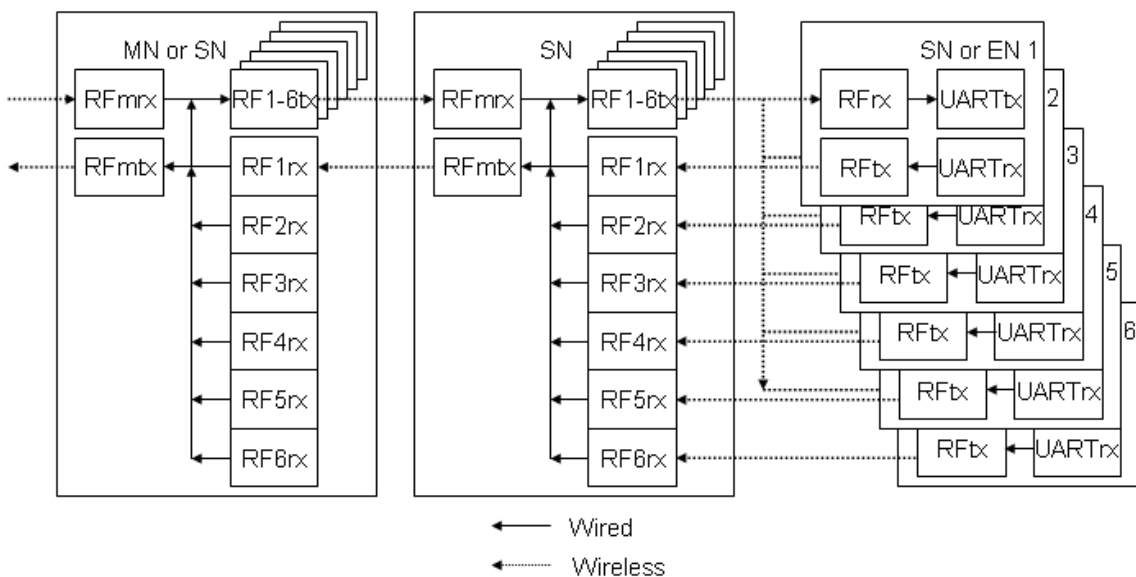 MN or SN
RFmrx
RF1-6tx
RFmtx
RF1rx
RF2rx
RF3rx
RF4rx
RF5rx
RF6rx
SN
RFmrx
RF1-6tx
RFmtx
RF1rx
RF2rx
RF3rx
RF4rx
RF5rx
RF6rx
SN or EN 1
RFrx
UARTtx
RFtx
UARTrx
2
RFtx
UARTrx
3
RFtx
UARTrx
4
RFtx
UARTrx
5
RFtx
UARTrx
6
RFtx
UARTrx
Wired
Wireless